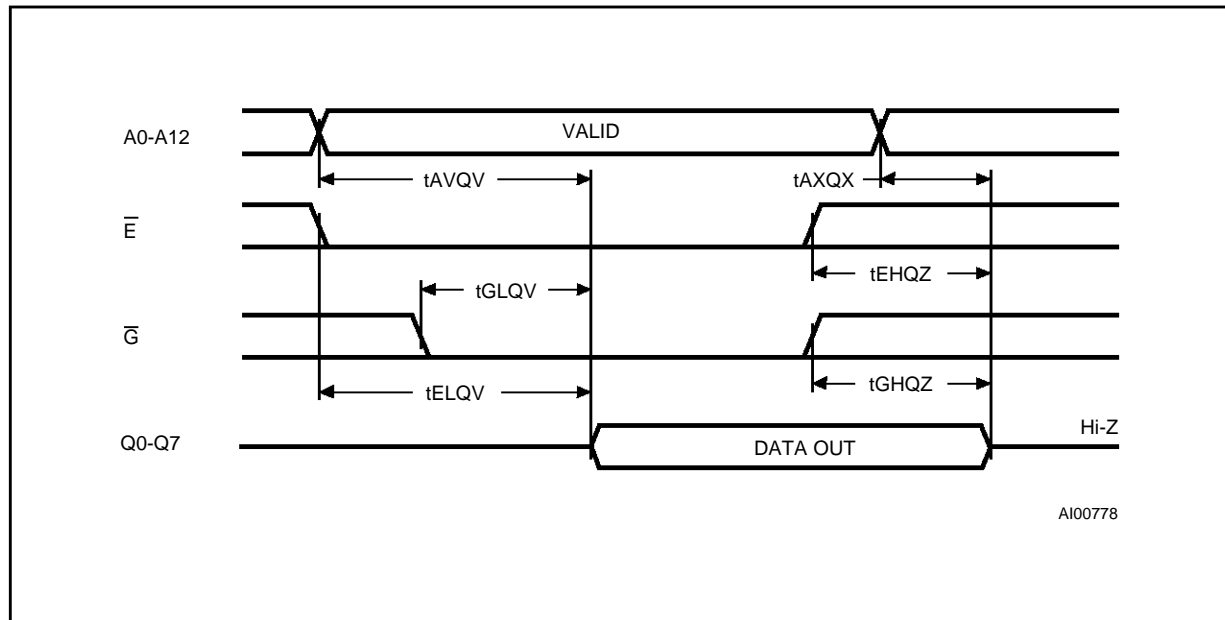 A0-A12
VALID
tAVQV
tAXQX
E̅
tEHQZ
tGLQV
G̅
tELQV
tGHQZ
Q0-Q7
DATA OUT
Hi-Z
AI00778